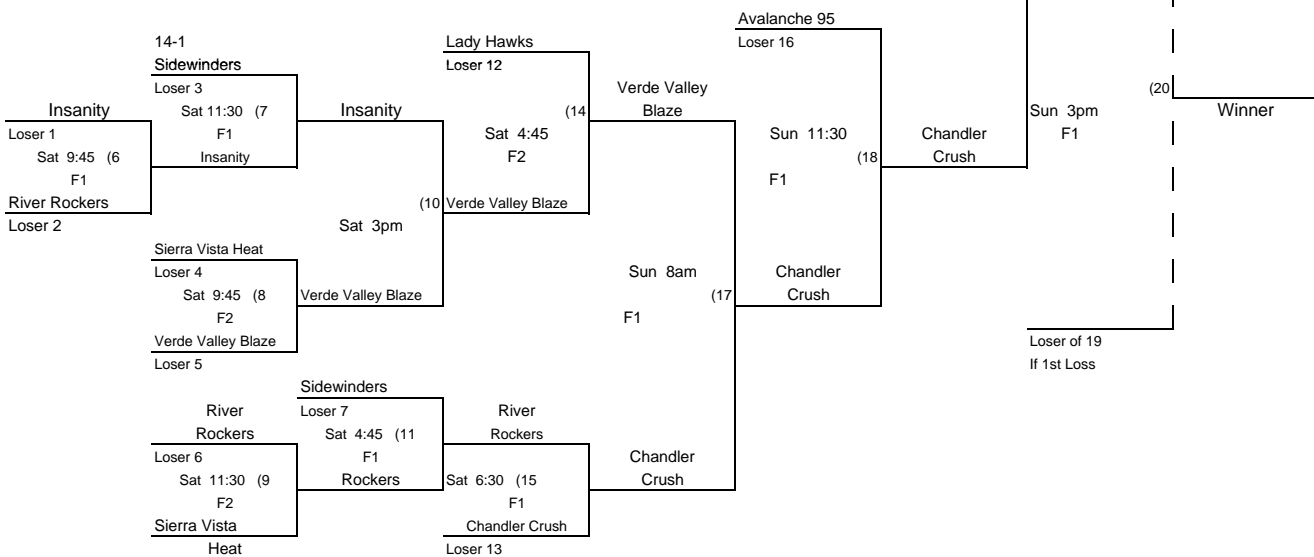 Avalanche 95
Loser 16
14-1
Sidewinders
Loser 3
Sat 11:30 (7
F1
Insanity
Insanity
Loser 1
Sat 9:45 (6
F1
River Rockers
Loser 2
Insanity
Lady Hawks
Loser 12
(14
Sat 4:45
F2
Verde Valley
Blaze
(10
Verde Valley Blaze
Sat 3pm
Sierra Vista Heat
Loser 4
Sat 9:45 (8
F2
Verde Valley Blaze
Loser 5
Verde Valley Blaze
Sun 11:30
(18
F1
Chandler
Crush
Sun 3pm
F1
(20
Winner
Sun 8am
(17
F1
Chandler
Crush
Loser of 19
If 1st Loss
Sidewinders
Loser 7
Sat 4:45 (11
F1
Rockers
River
Rockers
Loser 6
Sat 11:30 (9
F2
Sierra Vista
Heat
River
Rockers
Sat 6:30 (15
F1
Chandler Crush
Loser 13
Chandler
Crush